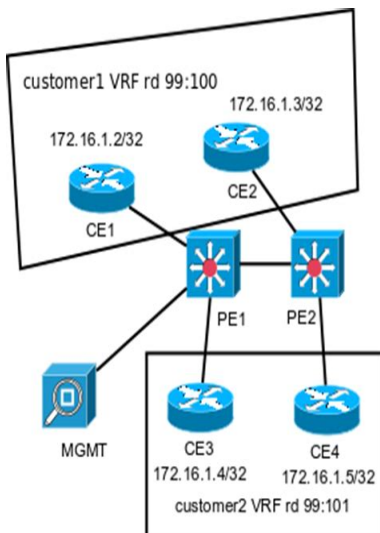 customer1 VRF rd 99:100
172.16.1.3/32
172.16.1.2/32
CE2
CE1
PE1
PE2
MGMT
CE3
CE4
172.16.1.4/32
172.16.1.5/32
customer2 VRF rd 99:101